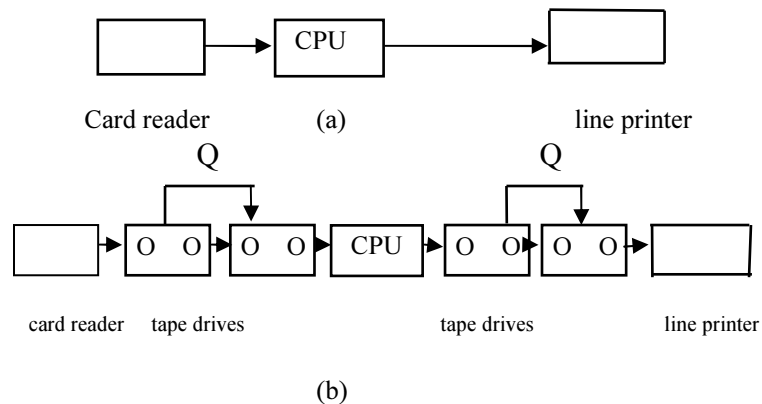 CPU
Card reader (a) line printer
Q Q
O O O O CPU O O O O
card reader tape drives tape drives line printer
(b)